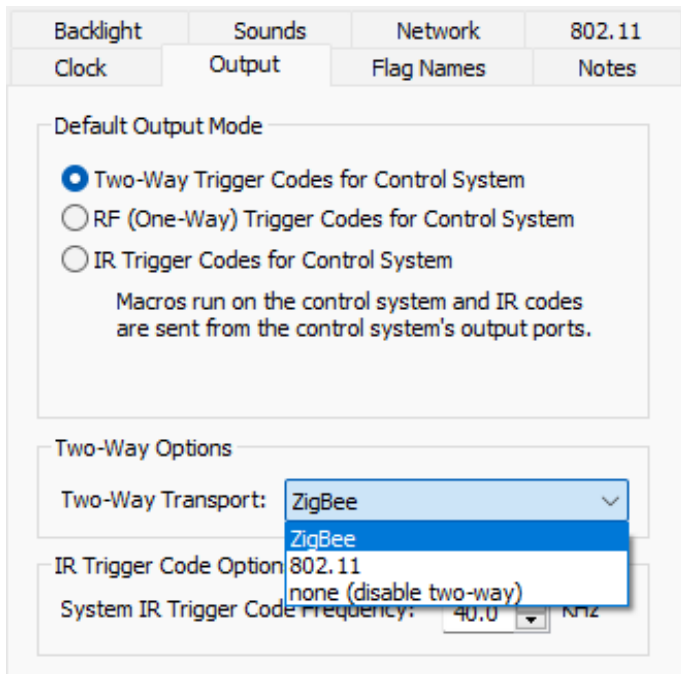 Backlight Sounds Network 802.11
Clock Output Flag Names Notes
Default Output Mode
Two-Way Trigger Codes for Control System
RF (One-Way) Trigger Codes for Control System
IR Trigger Codes for Control System
Macros run on the control system and IR codes
are sent from the control system's output ports.
Two-Way Options
Two-Way Transport: ZigBee
ZigBee
IR Trigger Code Option 802.11
none (disable two-way)
System IR Trigger Code Frequency: 40.0 KHz